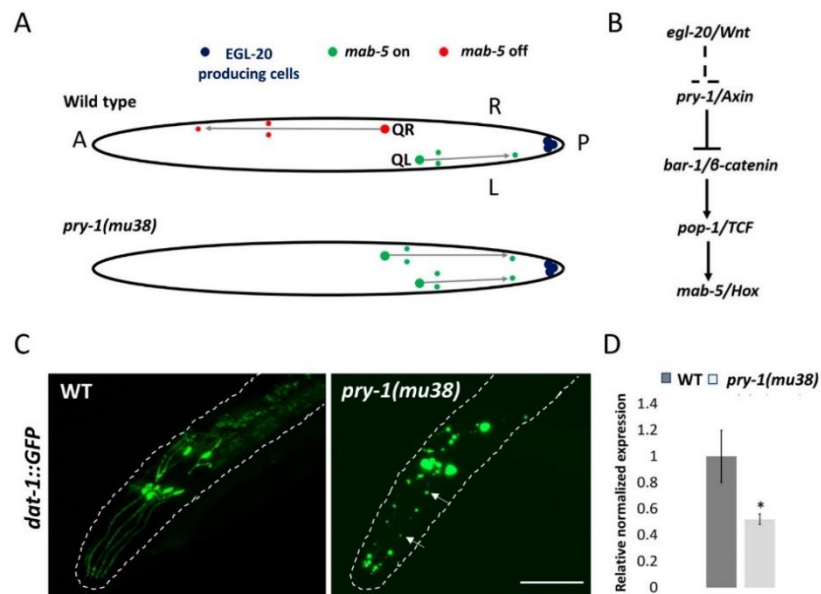 A
EGL-20
producing cells
mab-5 on
mab-5 off
Wild type
R
A
QR
QL
P
L
pry-1(mu38)
B
egl-20/Wnt
pry-1/Axin
bar-1/β-catenin
pop-1/TCF
mab-5/Hox
C
dat-1::GFP
WT
pry-1(mu38)
D
WT pry-1(mu38)
Relative normalized expression
1.4
1.2
1
0.8
0.6
0.4
0.2
0
*